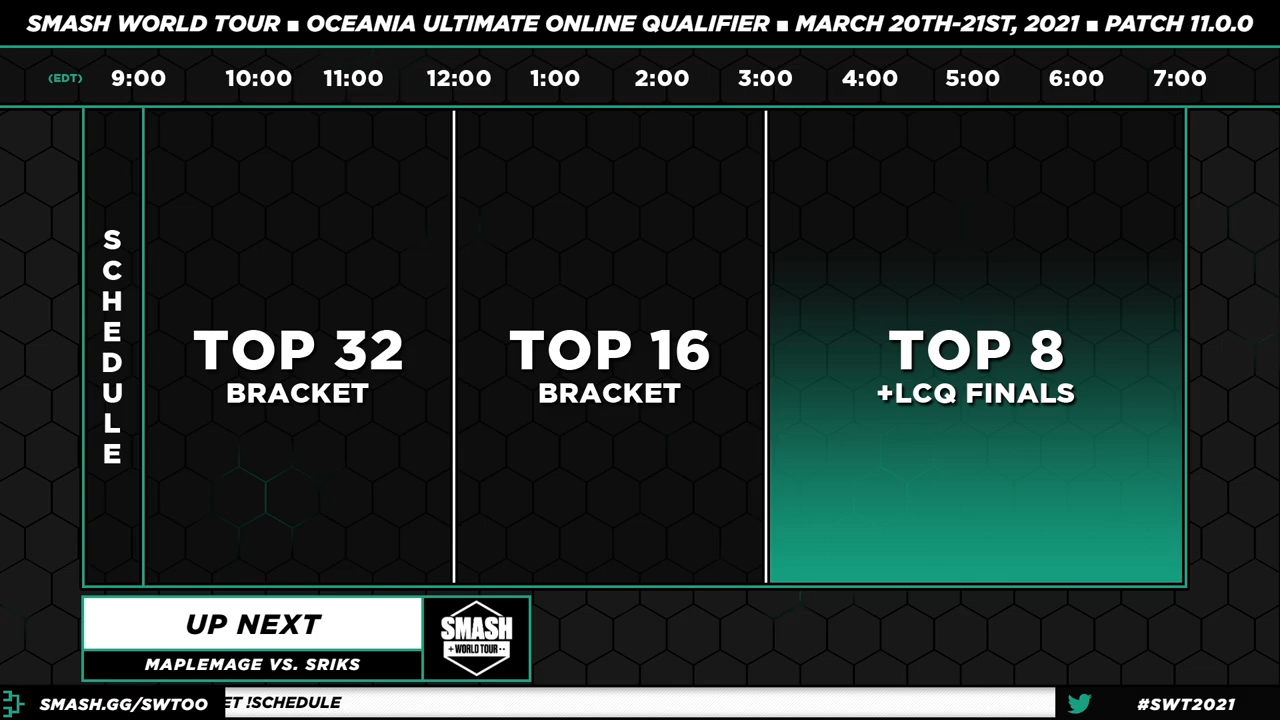 SMASH WORLD TOUR ■ OCEANIA ULTIMATE ONLINE QUALIFIER ■ MARCH 20TH-21ST, 2021 ■ PATCH 11.0.0
(EDT) 9:00 10:00 11:00 12:00 1:00 2:00 3:00 4:00 5:00 6:00 7:00
SCHEDULE
TOP 32
BRACKET
TOP 16
BRACKET
TOP 8
+LCQ FINALS
UP NEXT
MAPLEMAGE VS. SRIKS
SMASH
WORLD TOUR
SMASH.GG/SWTOO
ET !SCHEDULE
#SWT2021